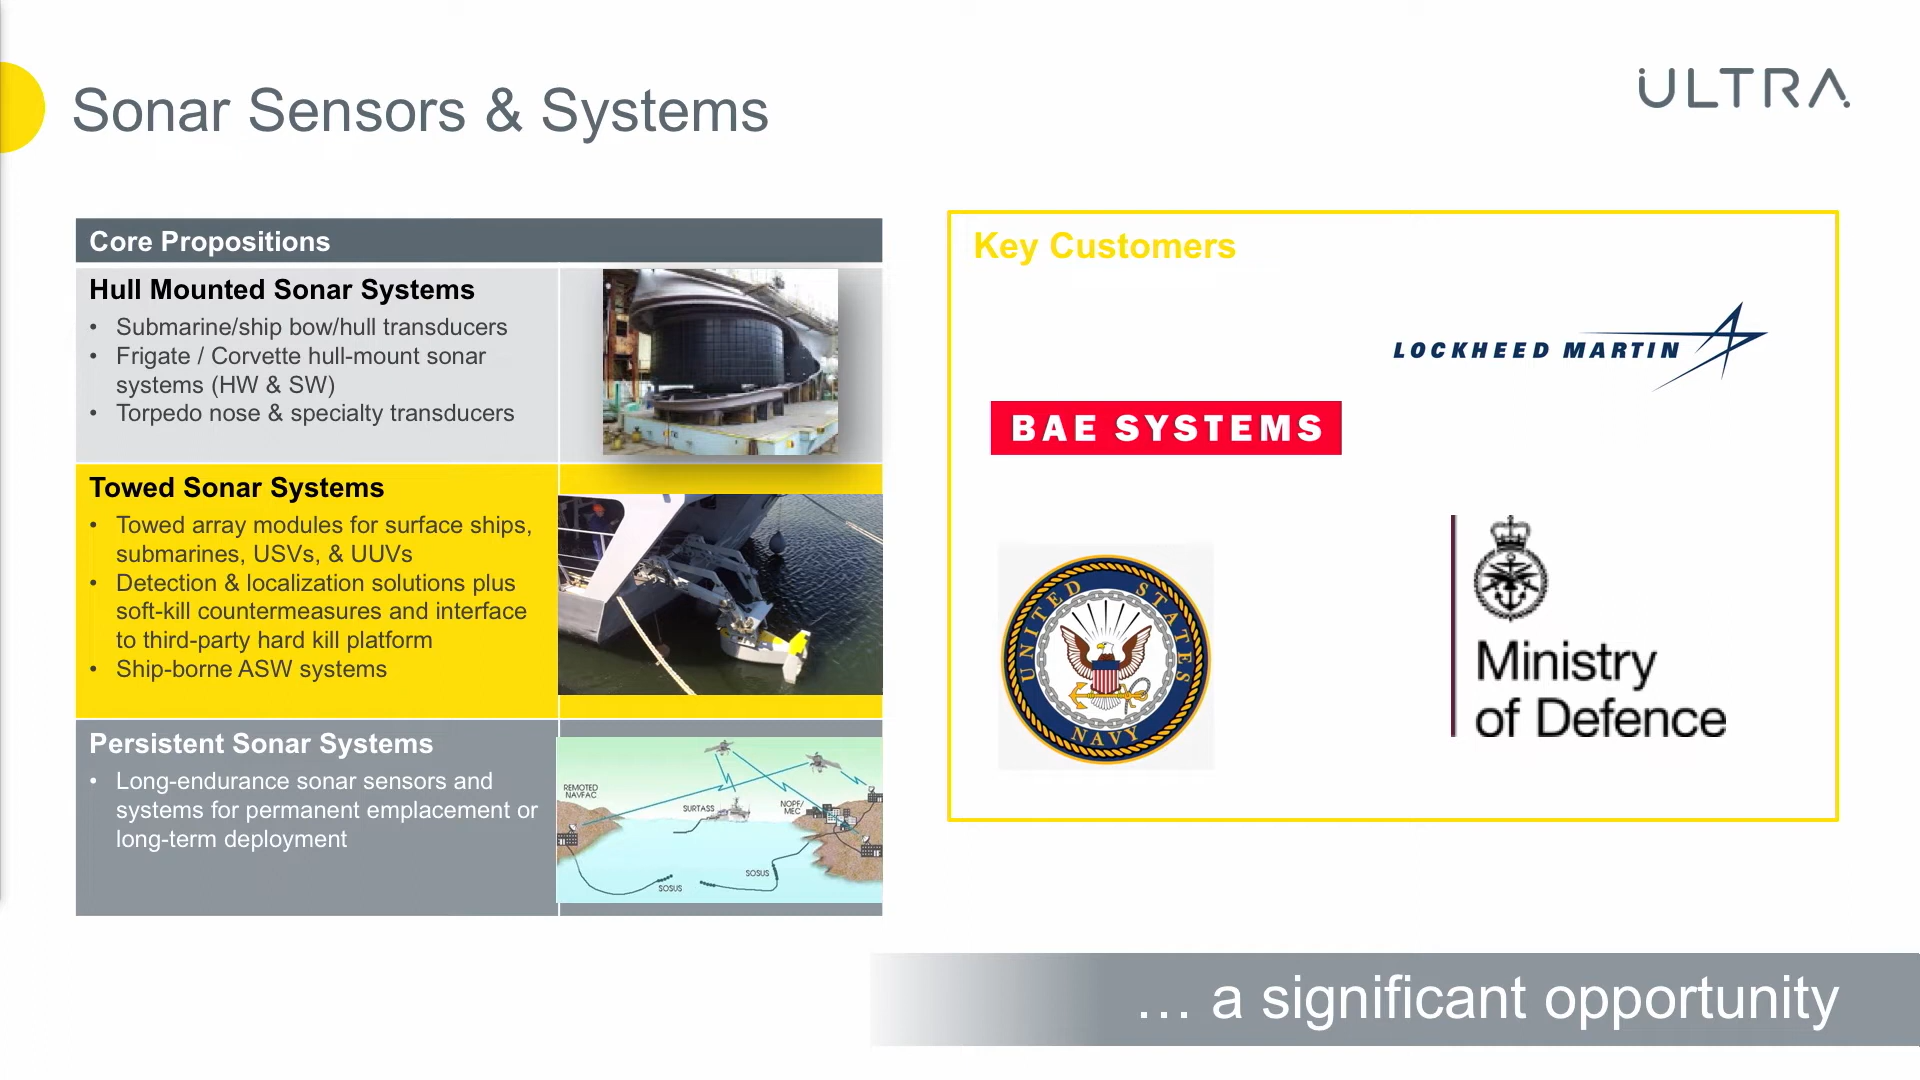 Sonar Sensors & Systems
ULTRA
Core Propositions
Hull Mounted Sonar Systems
• Submarine/ship bow/hull transducers
• Frigate / Corvette hull-mount sonar
systems (HW & SW)
• Torpedo nose & specialty transducers
Towed Sonar Systems
• Towed array modules for surface ships,
submarines, USVs, & UUVs
• Detection & localization solutions plus
soft-kill countermeasures and interface
to third-party hard kill platform
• Ship-borne ASW systems
Persistent Sonar Systems
• Long-endurance sonar sensors and
systems for permanent emplacement or
long-term deployment
REMOTED
NAVFAC
SURTASS
NOPF/
MEC
SOSUS
SOSUS
Key Customers
LOCKHEED MARTIN
BAE SYSTEMS
UNITED STATES
NAVY
Ministry
of Defence
… a significant opportunity